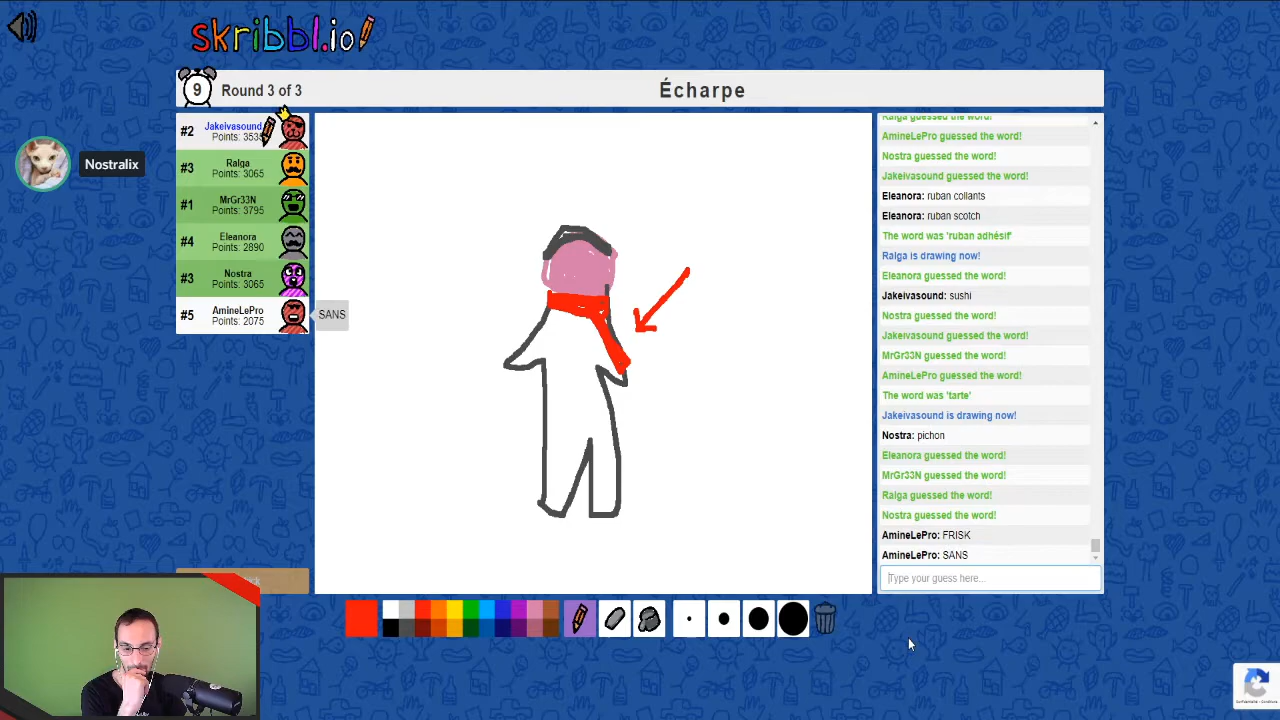 skribbl.io
9
Round 3 of 3
Écharpe
#2
Jakeivasound
Points: 3535
Nostralix
#3
Ralga
Points: 3065
#1
MrGr33N
Points: 3795
#4
Eleanora
Points: 2890
#3
Nostra
Points: 3065
#5
AmineLePro
Points: 2075
SANS
Ralga guessed the word!
AmineLePro guessed the word!
Nostra guessed the word!
Jakeivasound guessed the word!
Eleanora: ruban collants
Eleanora: ruban scotch
The word was 'ruban adhésif'
Ralga is drawing now!
Eleanora guessed the word!
Jakeivasound: sushi
Nostra guessed the word!
Jakeivasound guessed the word!
MrGr33N guessed the word!
AmineLePro guessed the word!
The word was 'tarte'
Jakeivasound is drawing now!
Nostra: pichon
Eleanora guessed the word!
MrGr33N guessed the word!
Ralga guessed the word!
Nostra guessed the word!
AmineLePro: FRISK
AmineLePro: SANS
Type your guess here...